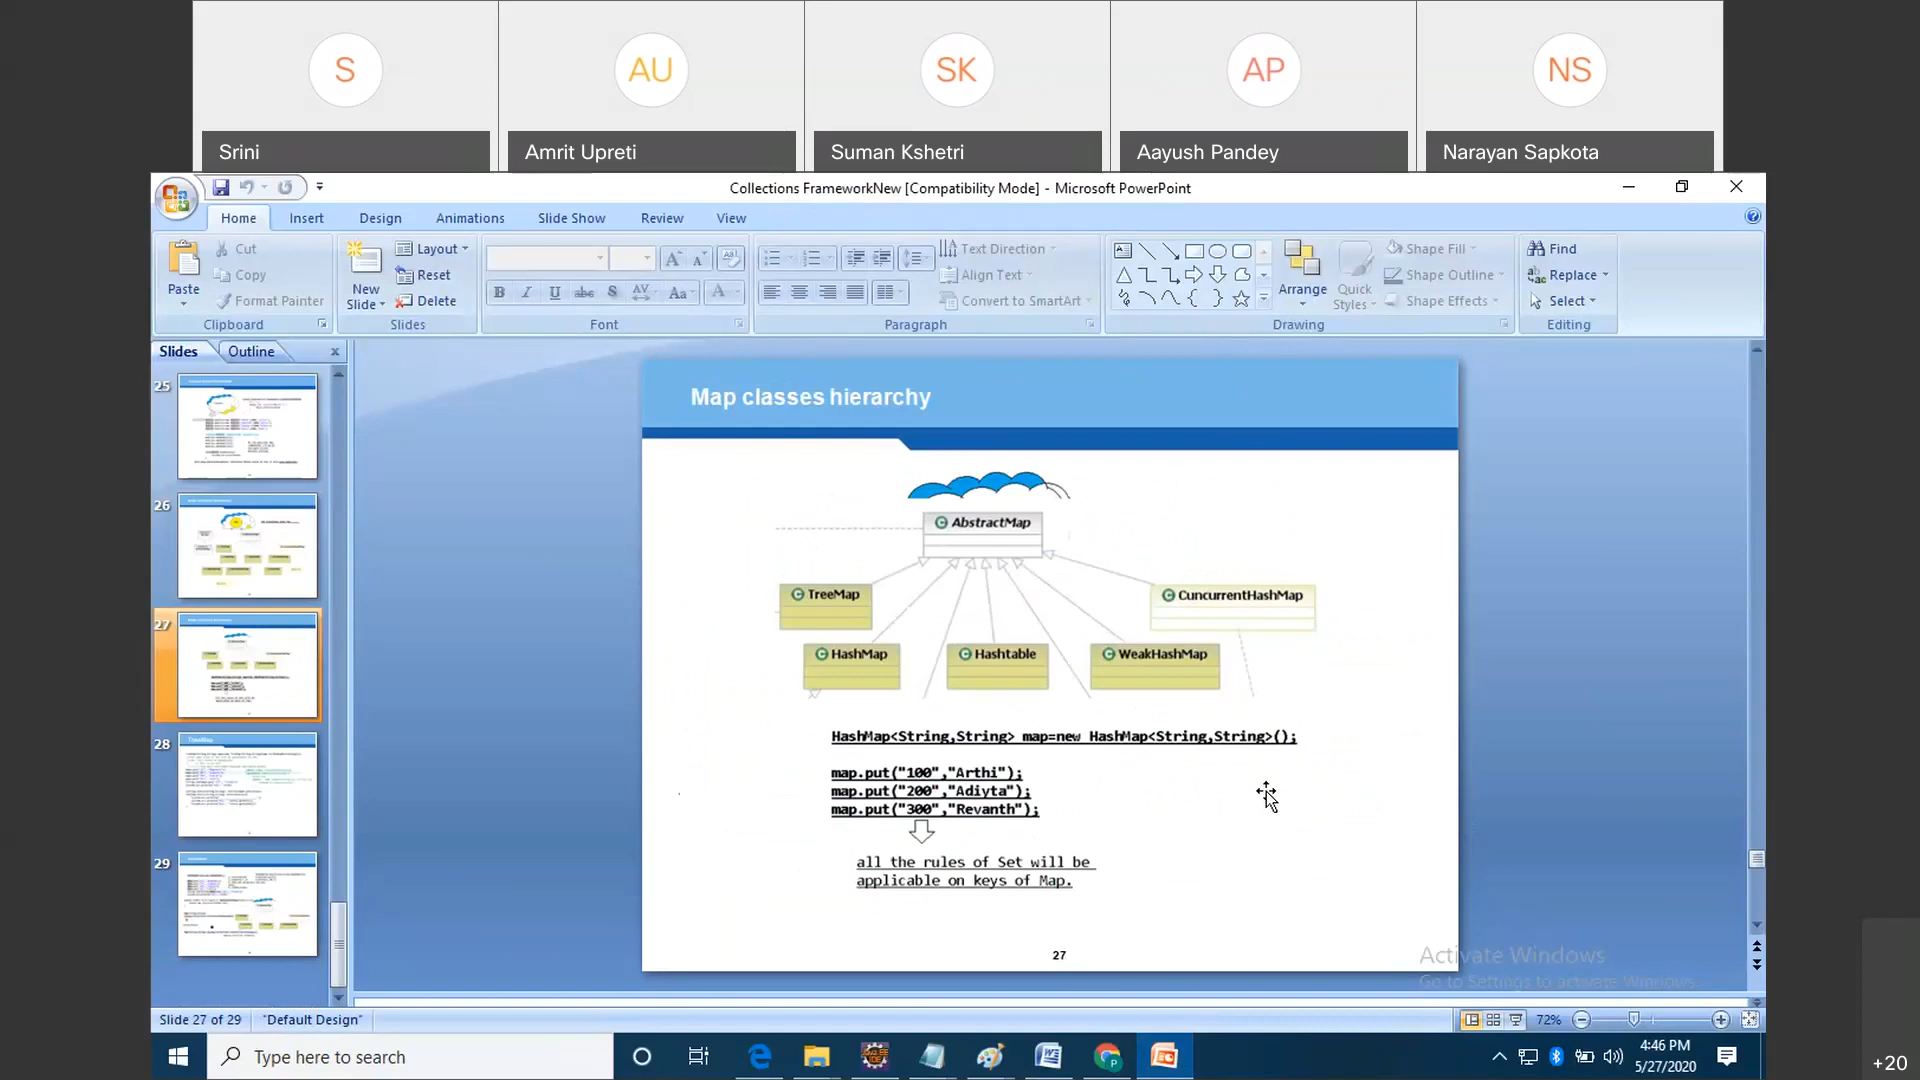 S
AU
SK
AP
NS
Srini
Amrit Upreti
Suman Kshetri
Aayush Pandey
Narayan Sapkota
Collections FrameworkNew [Compatibility Mode] - Microsoft PowerPoint
Home
Insert
Design
Animations
Slide Show
Review
View
Paste
Cut
Copy
Format Painter
Clipboard
New
Slide
Layout
Reset
Delete
Slides
Font
Text Direction
Align Text
Convert to SmartArt
Paragraph
Arrange
Quick
Styles
Shape Fill
Shape Outline
Shape Effects
Drawing
Find
Replace
Select
Editing
Slides
Outline
25
26
27
28
29
Map classes hierarchy
AbstractMap
TreeMap
CuncurrentHashMap
HashMap
Hashtable
WeakHashMap
HashMap<String,String> map=new HashMap<String,String>();
map.put("100","Arthi");
map.put("200","Adiyta");
map.put("300","Revanth");
all the rules of Set will be
applicable on keys of Map.
27
Activate Windows
Go to Settings to activate Windows.
Slide 27 of 29
"Default Design"
72%
Type here to search
4:46 PM
5/27/2020
+20